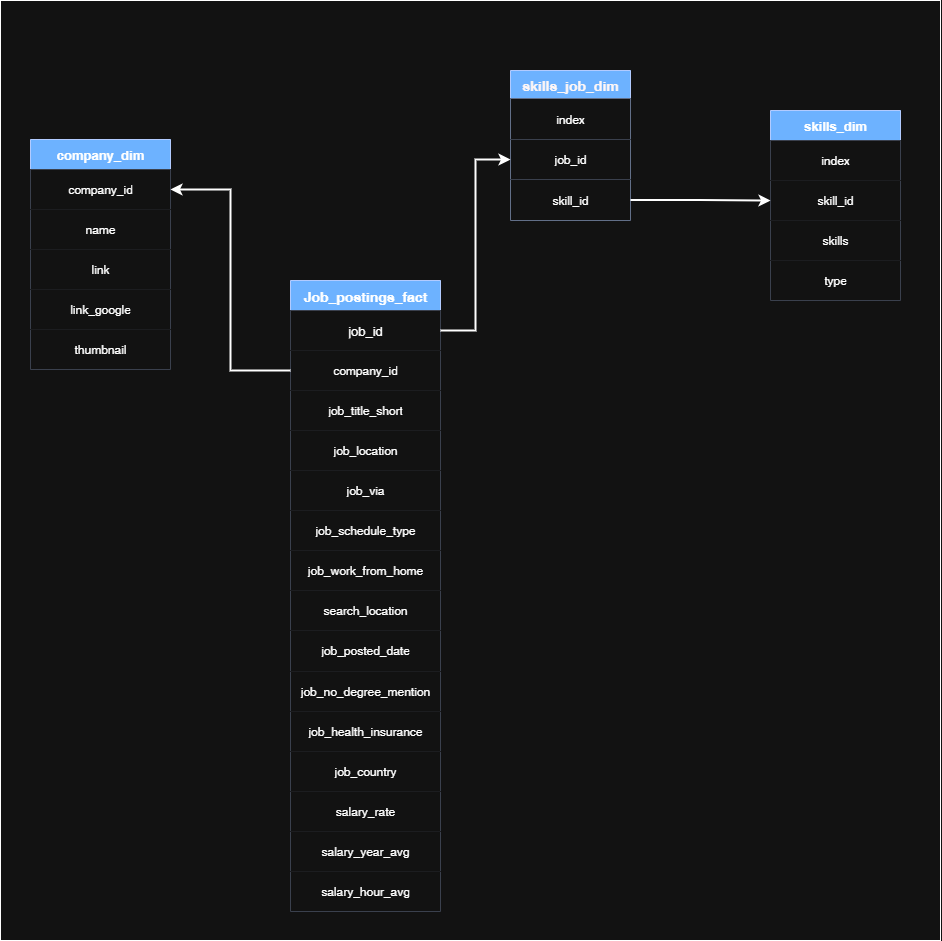 company_dim
company_id
name
link
link_google
thumbnail
Job_postings_fact
job_id
company_id
job_title_short
job_location
job_via
job_schedule_type
job_work_from_home
search_location
job_posted_date
job_no_degree_mention
job_health_insurance
job_country
salary_rate
salary_year_avg
salary_hour_avg
skills_job_dim
index
job_id
skill_id
skills_dim
index
skill_id
skills
type